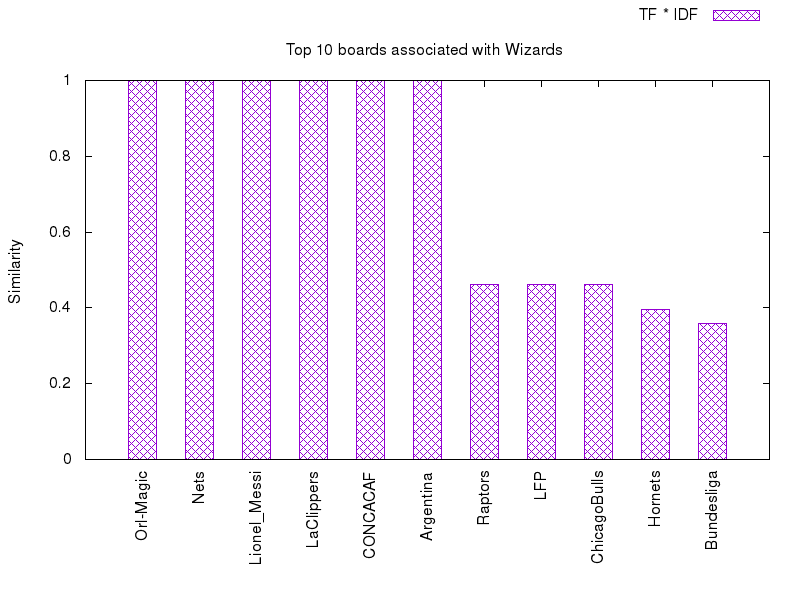 TF * IDF
Top 10 boards associated with Wizards
Similarity
1
0.8
0.6
0.4
0.2
0
Orl-Magic
Nets
Lionel_Messi
LaClippers
CONCACAF
Argentina
Raptors
LFP
ChicagoBulls
Hornets
Bundesliga